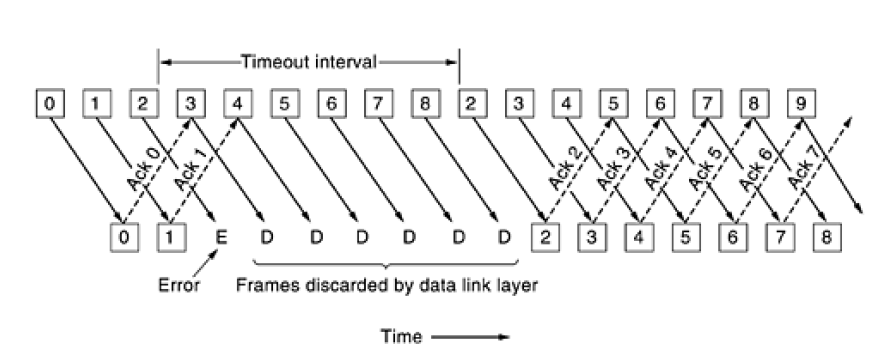 Timeout interval
0 1 2 3 4 5 6 7 8 2 3 4 5 6 7 8 9
Ack 0 Ack 1 Ack 2 Ack 3 Ack 4 Ack 5 Ack 6 Ack 7
0 1 E D D D D D D 2 3 4 5 6 7 8
Error Frames discarded by data link layer
Time